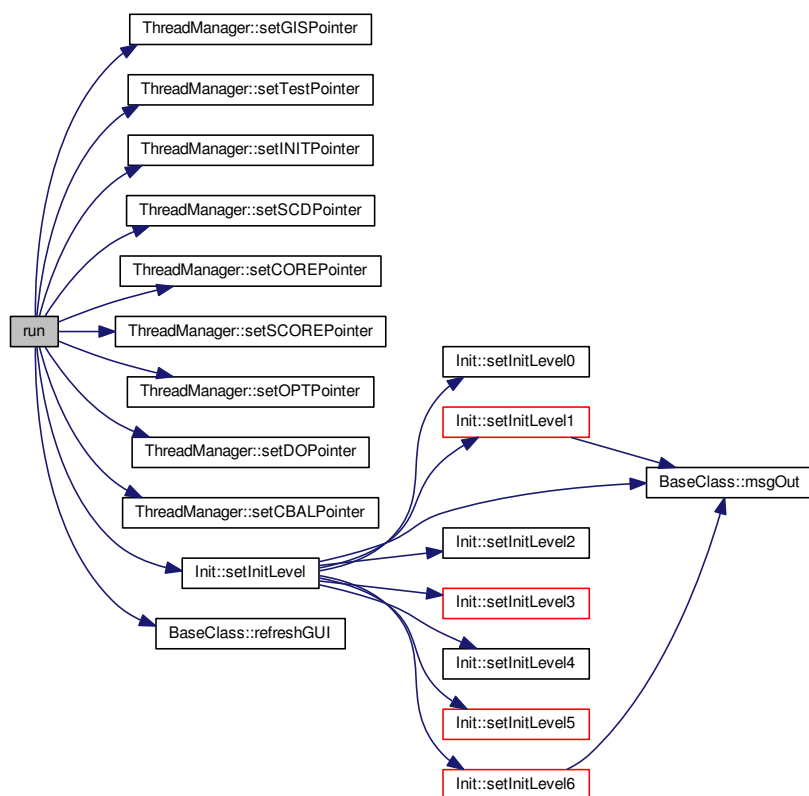 ThreadManager::setGISPointer
ThreadManager::setTestPointer
ThreadManager::setINITPointer
ThreadManager::setSCDPointer
ThreadManager::setCOREPointer
run
ThreadManager::setSCOREPointer
Init::setInitLevel0
ThreadManager::setOPTPointer
Init::setInitLevel1
ThreadManager::setDOPointer
BaseClass::msgOut
ThreadManager::setCBALPointer
Init::setInitLevel2
Init::setInitLevel
Init::setInitLevel3
BaseClass::refreshGUI
Init::setInitLevel4
Init::setInitLevel5
Init::setInitLevel6